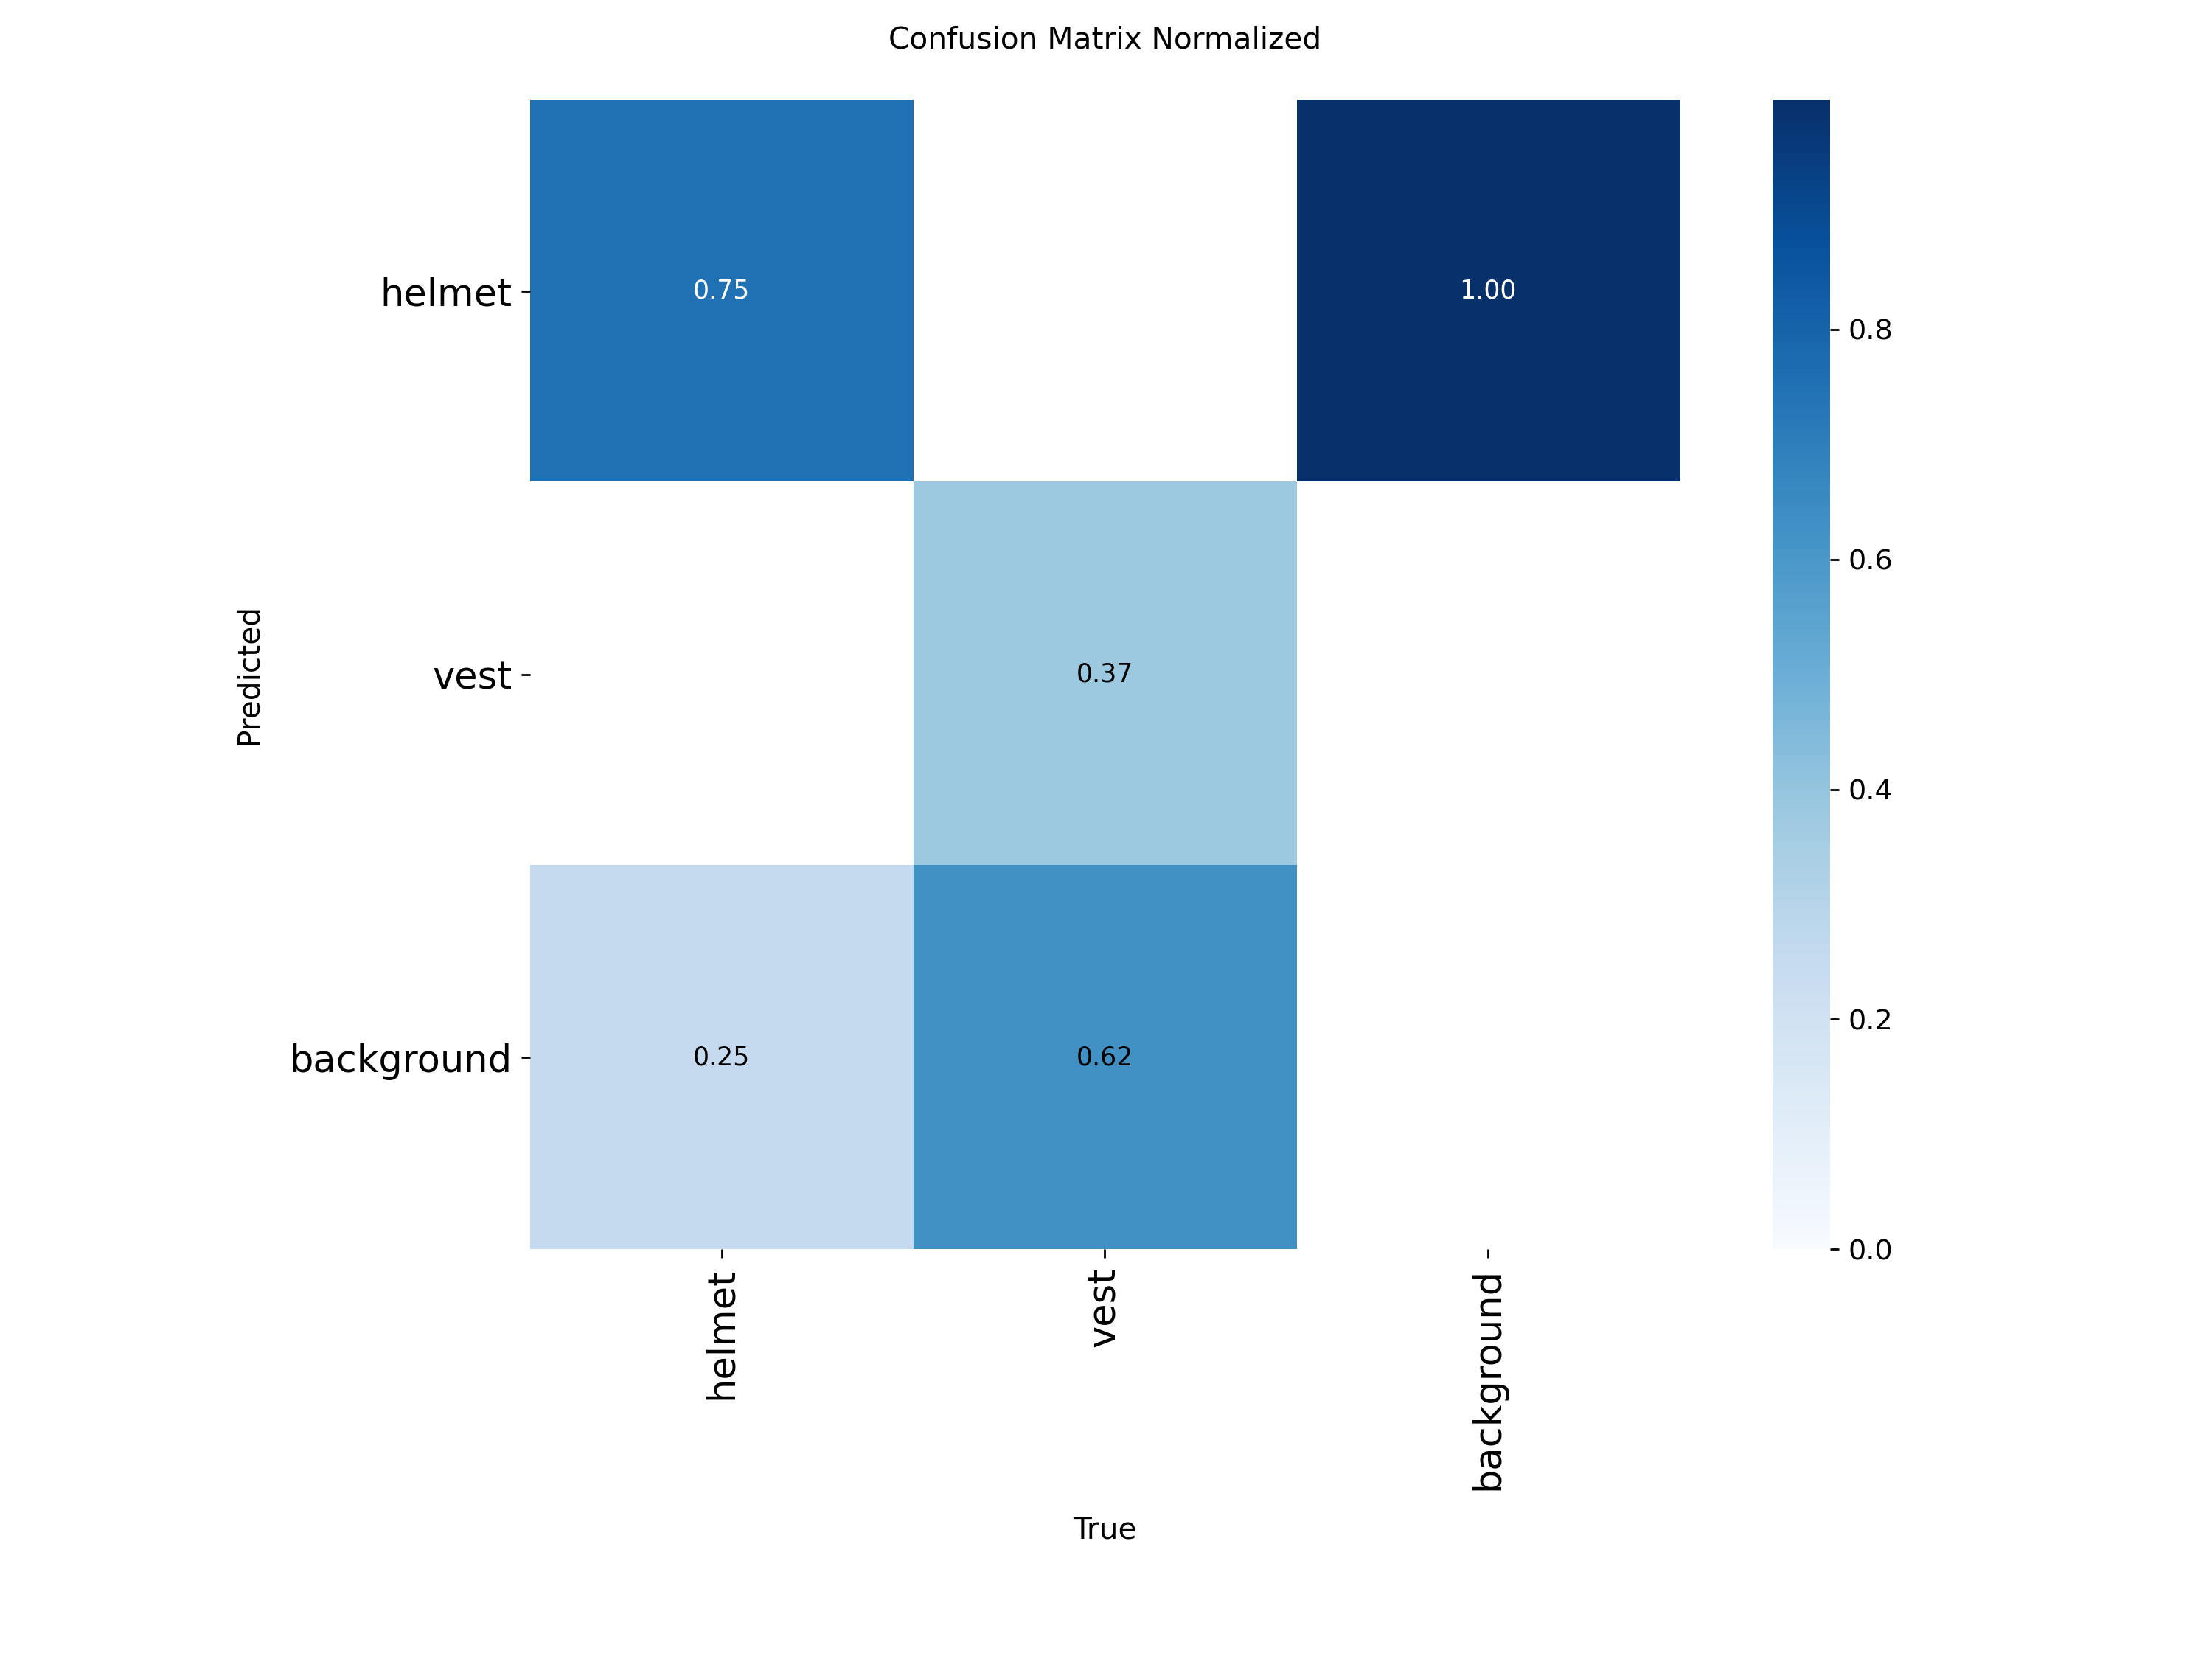 Confusion Matrix Normalized
helmet
0.75
1.00
0.8
0.6
Predicted
vest
0.37
0.4
background
0.25
0.62
0.2
0.0
helmet
vest
background
True